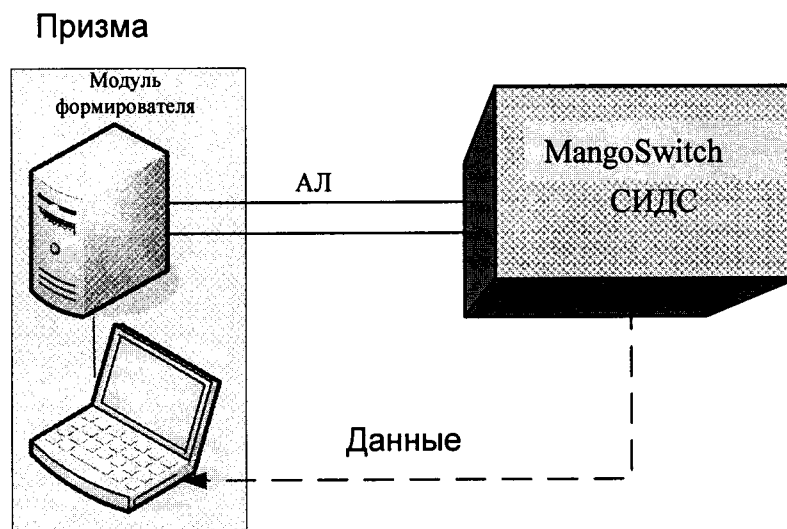 Призма
Модуль
формирователя
АЛ
MangoSwitch
СИДС
Данные